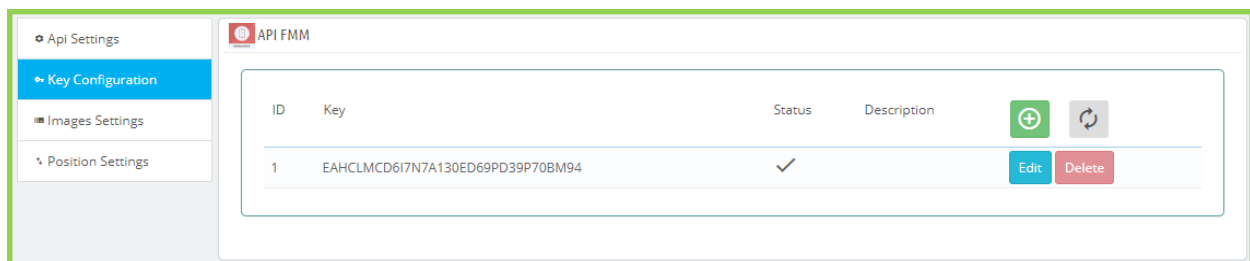 Api Settings
Key Configuration
Images Settings
Position Settings
API FMM
ID Key Status Description
1 EAHCLMCD6I7N7A130ED69PD39P70BM94 Edit Delete